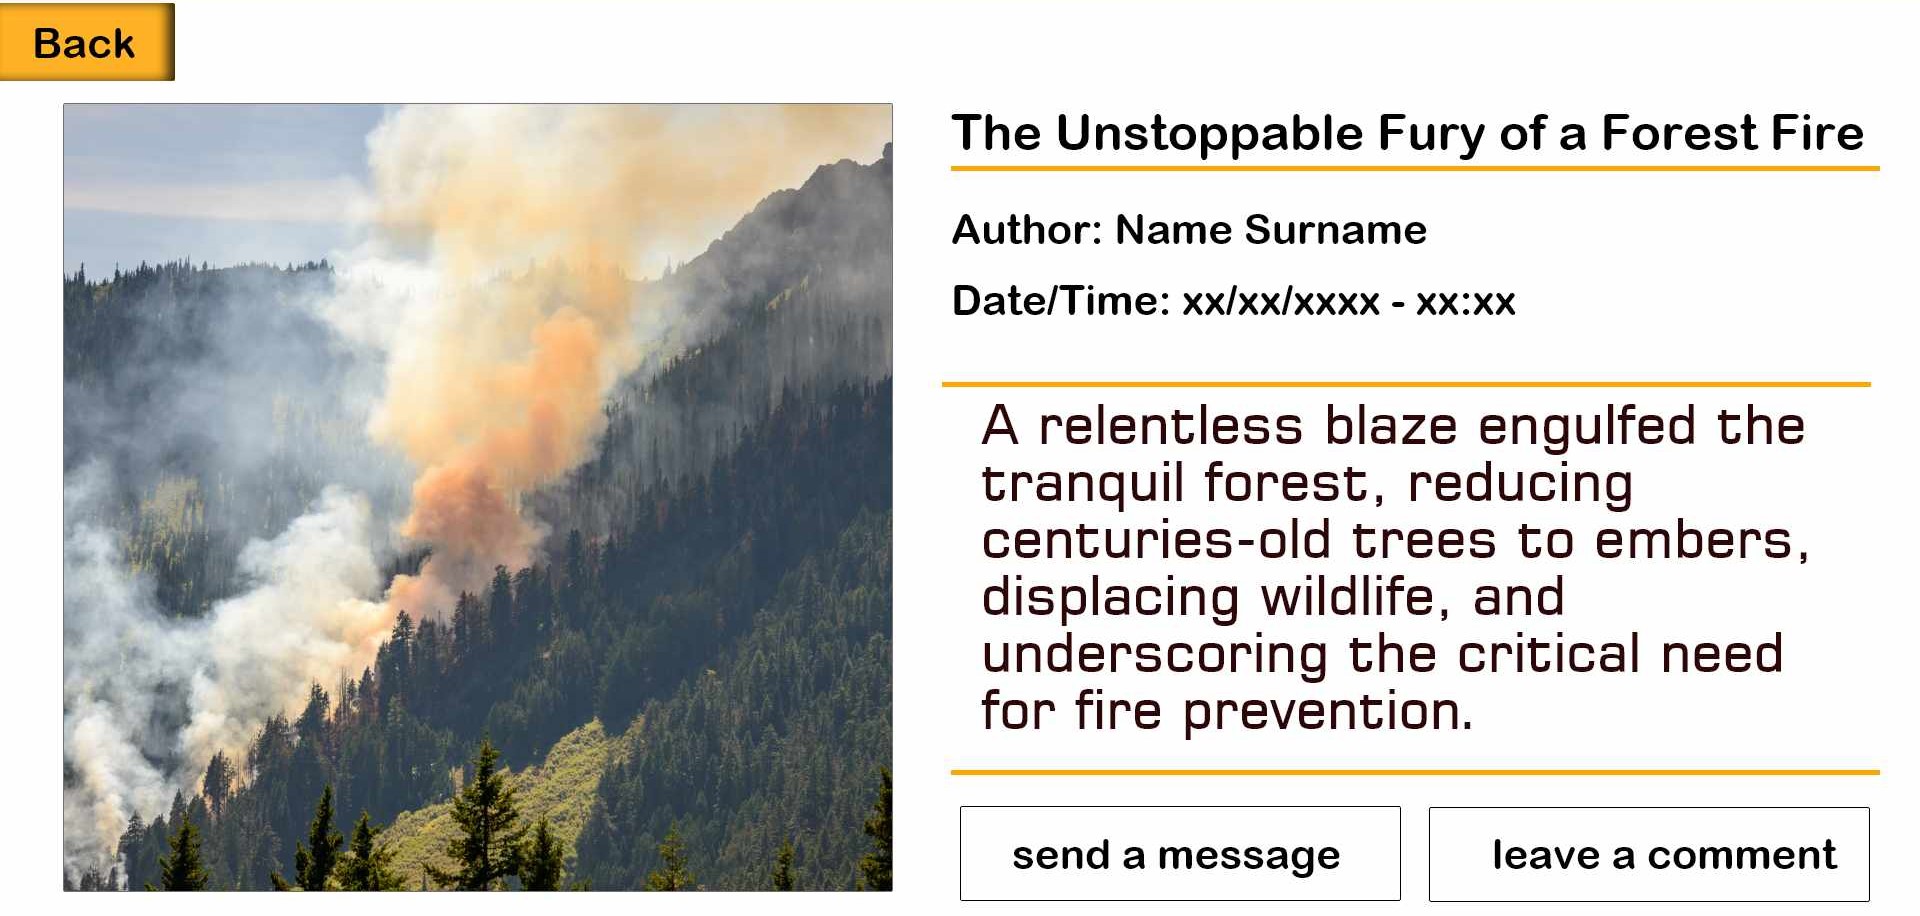 Back
The Unstoppable Fury of a Forest Fire
Author: Name Surname
Date/Time: xx/xx/xxxx - xx:xx
A relentless blaze engulfed the
tranquil forest, reducing
centuries-old trees to embers,
displacing wildlife, and
underscoring the critical need
for fire prevention.
send a message
leave a comment